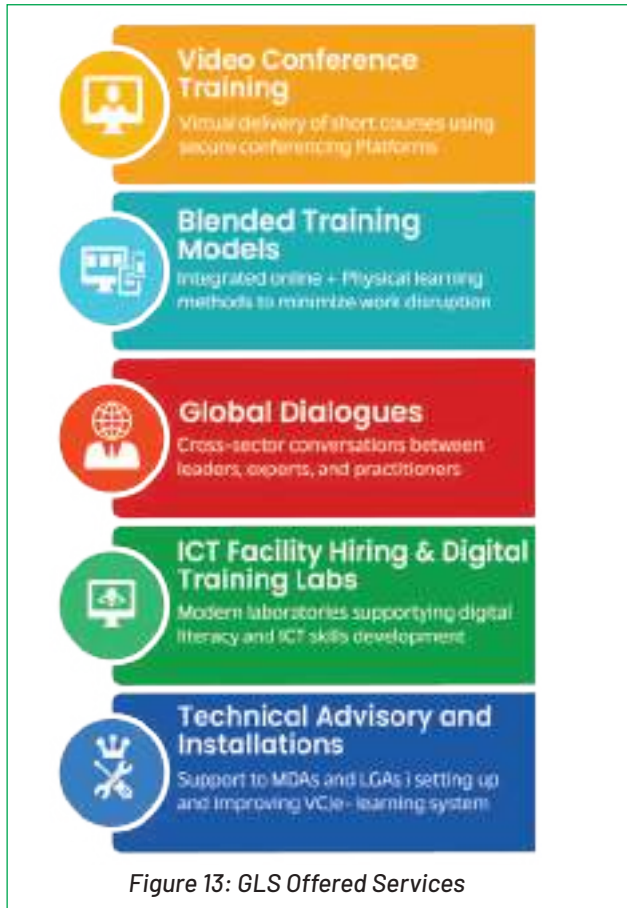 Video Conference
Training
Virtual delivery of short courses using
secure conferencing Platforms
Blended Training
Models
Integrated online + Physical learning
methods to minimize work disruption
Global Dialogues
Cross-sector conversations between
leaders, experts, and practitioners
ICT Facility Hiring & Digital
Training Labs
Modern laboratories supportying digital
literacy and ICT skills development
Technical Advisory and
Installations
Support to MDAs and LGAs i setting up
and improving VC/e- learning system
Figure 13: GLS Offered Services